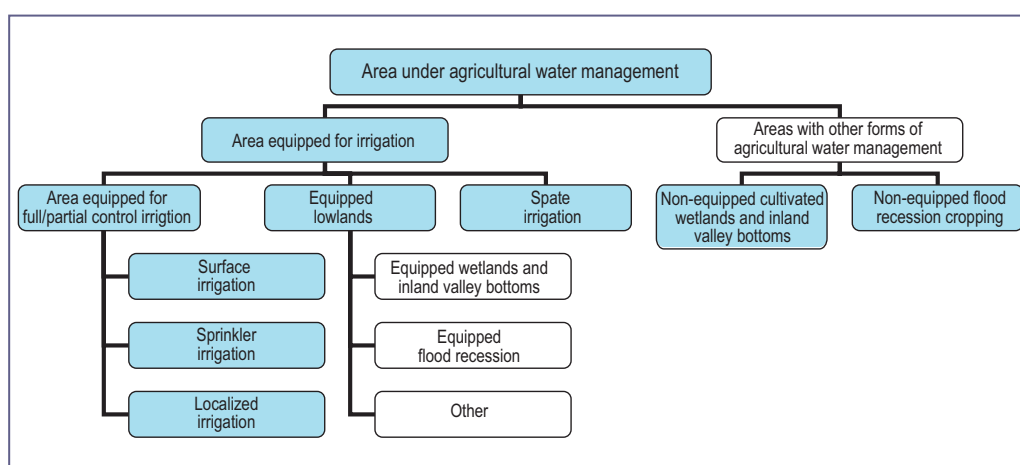 Area under agricultural water management
Area equipped for irrigation
Areas with other forms of
agricultural water management
Area equipped for
full/partial control irrigtion
Equipped
lowlands
Spate
irrigation
Non-equipped cultivated
wetlands and inland
valley bottoms
Non-equipped flood
recession cropping
Surface
irrigation
Equipped wetlands and
inland valley bottoms
Sprinkler
irrigation
Equipped
flood recession
Localized
irrigation
Other